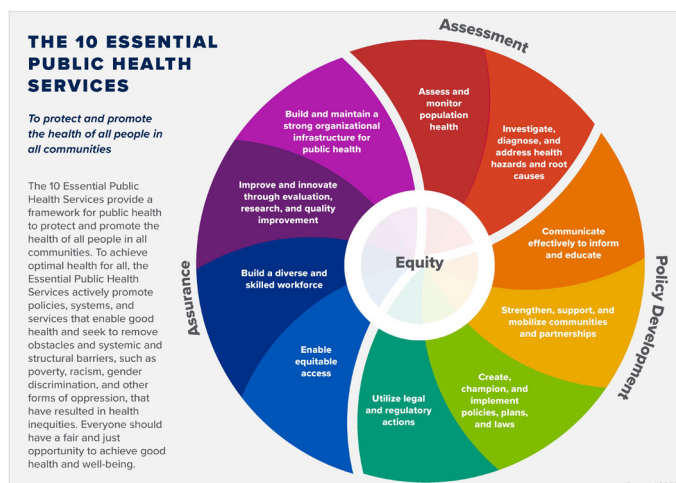 THE 10 ESSENTIAL
PUBLIC HEALTH
SERVICES
To protect and promote
the health of all people in
all communities
The 10 Essential Public
Health Services provide a
framework for public health
to protect and promote the
health of all people in all
communities. To achieve
optimal health for all, the
Essential Public Health
Services actively promote
policies, systems, and
services that enable good
health and seek to remove
obstacles and systemic and
structural barriers, such as
poverty, racism, gender
discrimination, and other
forms of oppression, that
have resulted in health
inequities. Everyone should
have a fair and just
opportunity to achieve good
health and well-being.
Assessment
Assess and
monitor
population
health
Investigate,
diagnose, and
address health
hazards and root
causes
Policy Development
Communicate
effectively to inform
and educate
Strengthen, support, and
mobilize communities
and partnerships
Create,
champion, and
implement
policies, plans,
and laws
Utilize legal
and regulatory
actions
Assurance
Enable
equitable
access
Build a diverse and
skilled workforce
Improve and innovate
through evaluation,
research, and quality
improvement
Build and maintain a
strong organizational
infrastructure for
public health
Equity